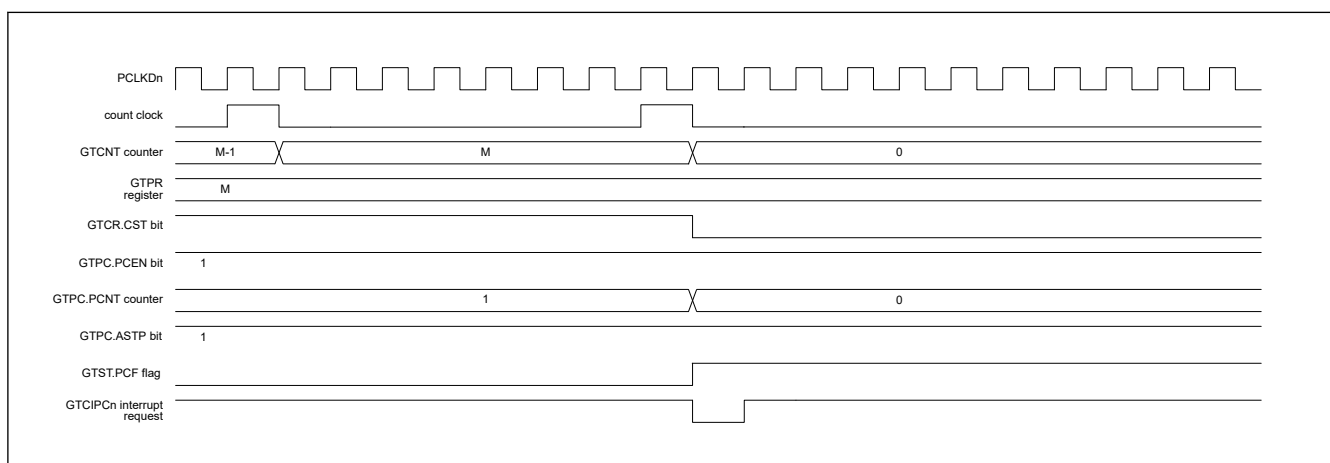 PCLKDn
count clock
GTCNT counter M-1 M 0
GTPR
register
M
GTCR.CST bit
GTPC.PCEN bit 1
GTPC.PCNT counter 1 0
GTPC.ASTP bit 1
GTST.PCF flag
GTCIPCn interrupt
request